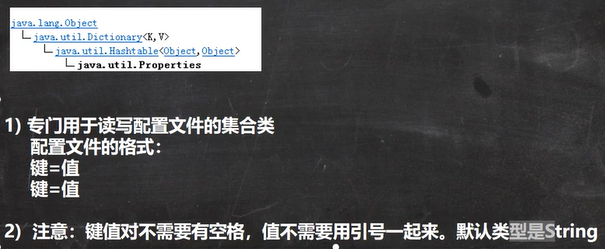 java.lang.Object
java.util.Dictionary<K,V>
java.util.Hashtable<Object,Object>
java.util.Properties
1) 专门用于读写配置文件的集合类
配置文件的格式：
键=值
键=值
2) 注意：键值对不需要有空格，值不需要用引号一起来。默认类型是String